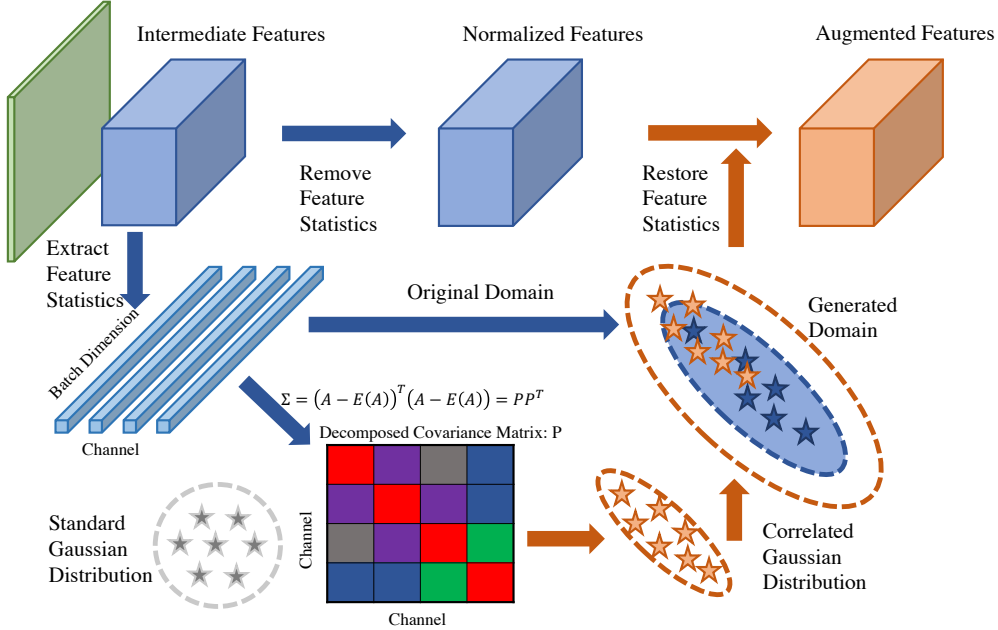 Intermediate Features
Normalized Features
Augmented Features
Remove
Feature
Statistics
Restore
Feature
Statistics
Extract
Feature
Statistics
Batch Dimension
Channel
Original Domain
Generated
Domain
Σ = (A − E(A))ᵀ(A − E(A)) = PPᵀ
Decomposed Covariance Matrix: P
Standard
Gaussian
Distribution
Channel
Channel
Correlated
Gaussian
Distribution